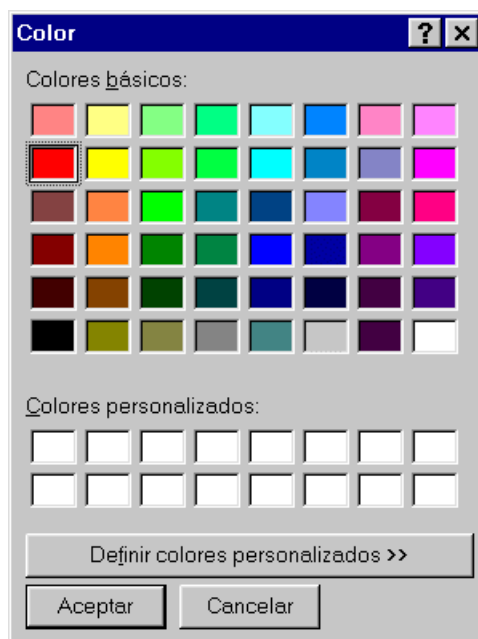 Color
Colores básicos:
Colores personalizados:
Definir colores personalizados >>
Aceptar
Cancelar